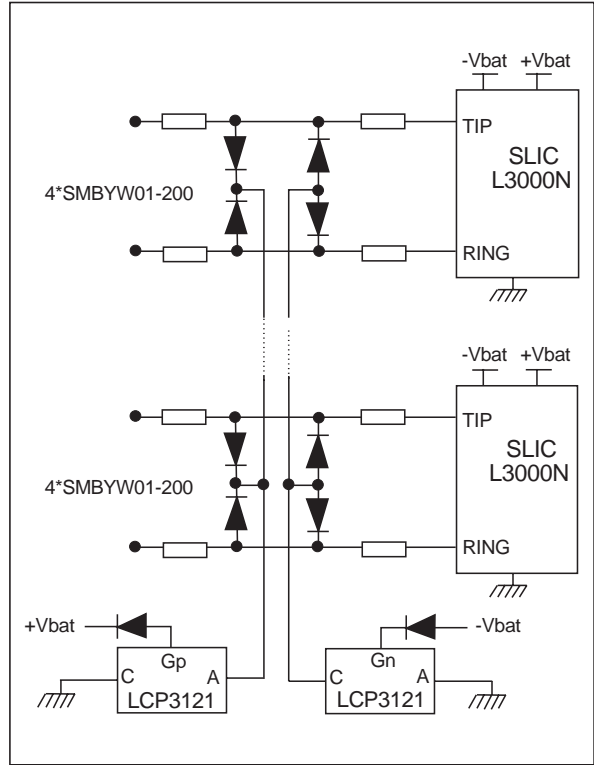 -Vbat +Vbat
TIP
SLIC
L3000N
4*SMBYW01-200
RING
-Vbat +Vbat
TIP
SLIC
L3000N
4*SMBYW01-200
RING
+Vbat
Gp
C A
LCP3121
-Vbat
Gn
C A
LCP3121